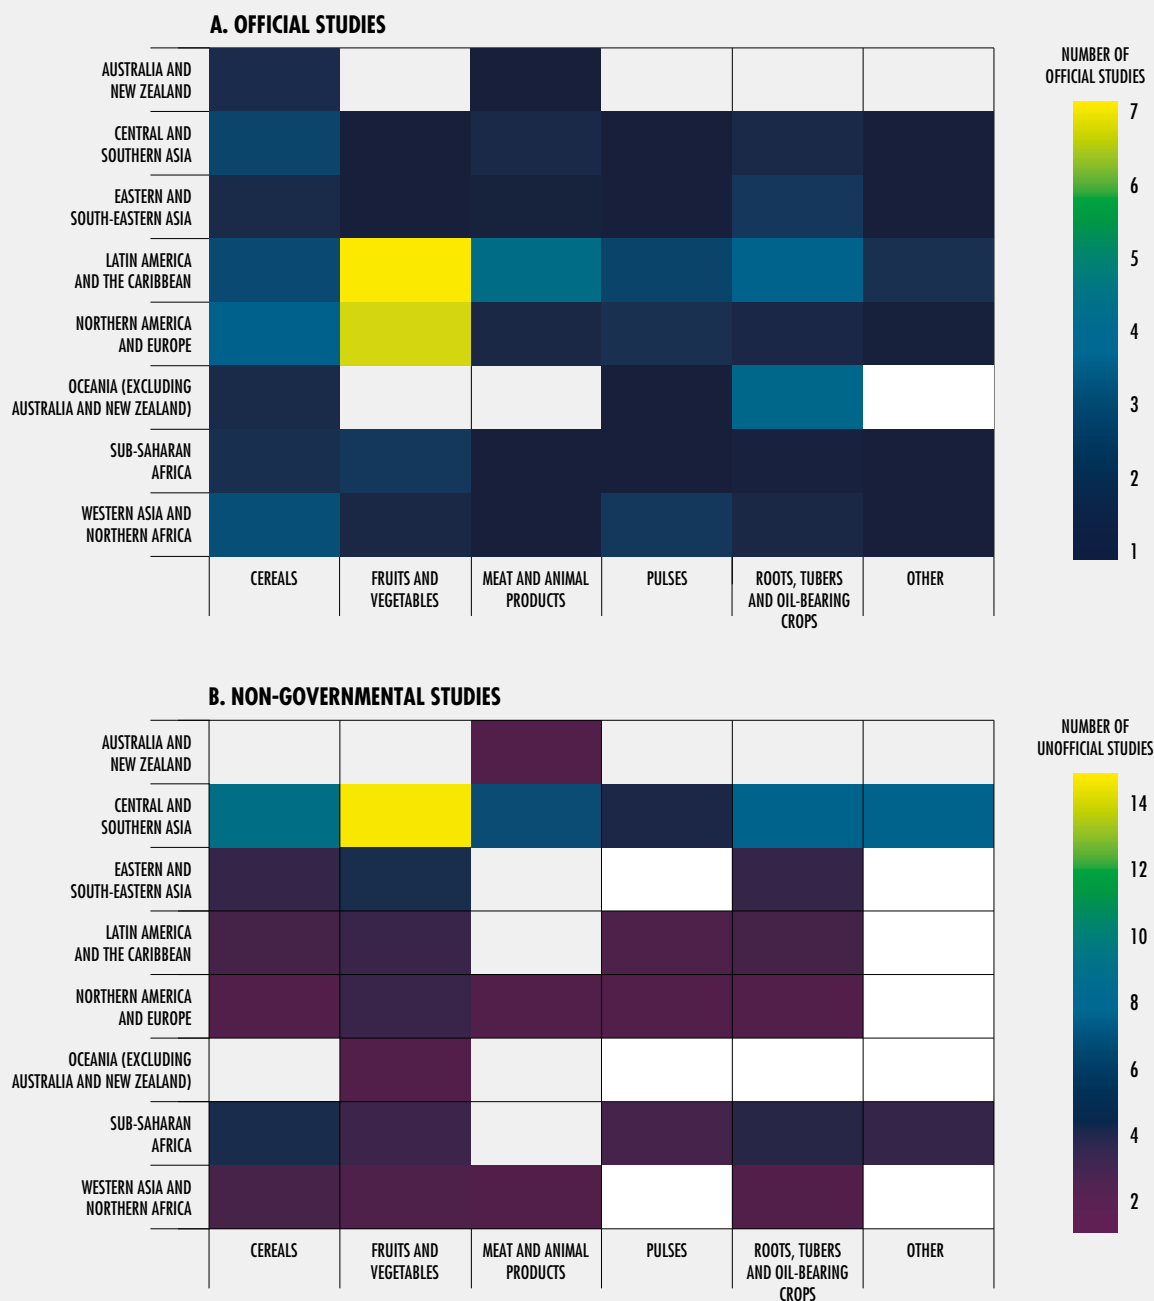 A. OFFICIAL STUDIES
NUMBER OF
OFFICIAL STUDIES
AUSTRALIA AND
NEW ZEALAND
CENTRAL AND
SOUTHERN ASIA
EASTERN AND
SOUTH-EASTERN ASIA
LATIN AMERICA
AND THE CARIBBEAN
NORTHERN AMERICA
AND EUROPE
OCEANIA (EXCLUDING
AUSTRALIA AND NEW ZEALAND)
SUB-SAHARAN
AFRICA
WESTERN ASIA AND
NORTHERN AFRICA
7
6
5
4
3
2
1
CEREALS
FRUITS AND
VEGETABLES
MEAT AND ANIMAL
PRODUCTS
PULSES
ROOTS, TUBERS
AND OIL-BEARING
CROPS
OTHER
B. NON-GOVERNMENTAL STUDIES
NUMBER OF
UNOFFICIAL STUDIES
AUSTRALIA AND
NEW ZEALAND
CENTRAL AND
SOUTHERN ASIA
EASTERN AND
SOUTH-EASTERN ASIA
LATIN AMERICA
AND THE CARIBBEAN
NORTHERN AMERICA
AND EUROPE
OCEANIA (EXCLUDING
AUSTRALIA AND NEW ZEALAND)
SUB-SAHARAN
AFRICA
WESTERN ASIA AND
NORTHERN AFRICA
14
12
10
8
6
4
2
CEREALS
FRUITS AND
VEGETABLES
MEAT AND ANIMAL
PRODUCTS
PULSES
ROOTS, TUBERS
AND OIL-BEARING
CROPS
OTHER